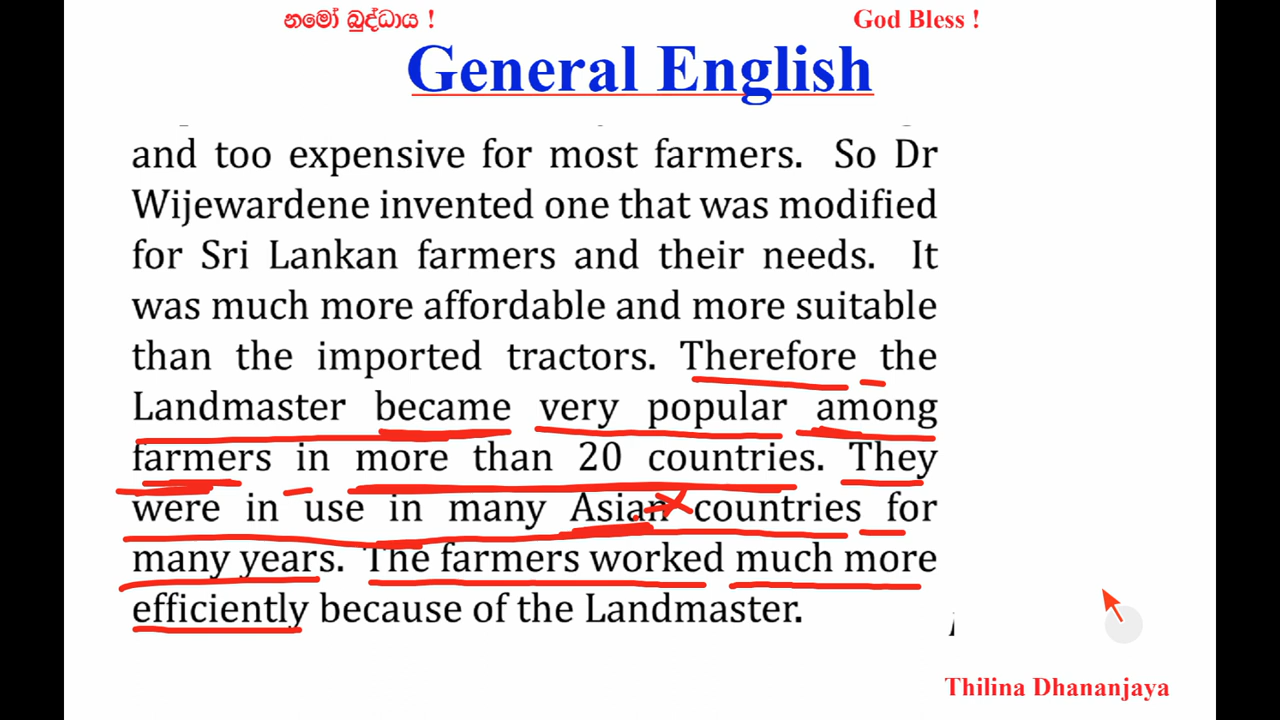 නමෝ බුද්ධාය !
God Bless !
General English
and too expensive for most farmers. So Dr
Wijewardene invented one that was modified
for Sri Lankan farmers and their needs. It
was much more affordable and more suitable
than the imported tractors. Therefore the
Landmaster became very popular among
farmers in more than 20 countries. They
were in use in many Asian countries for
many years. The farmers worked much more
efficiently because of the Landmaster.
Thilina Dhananjaya